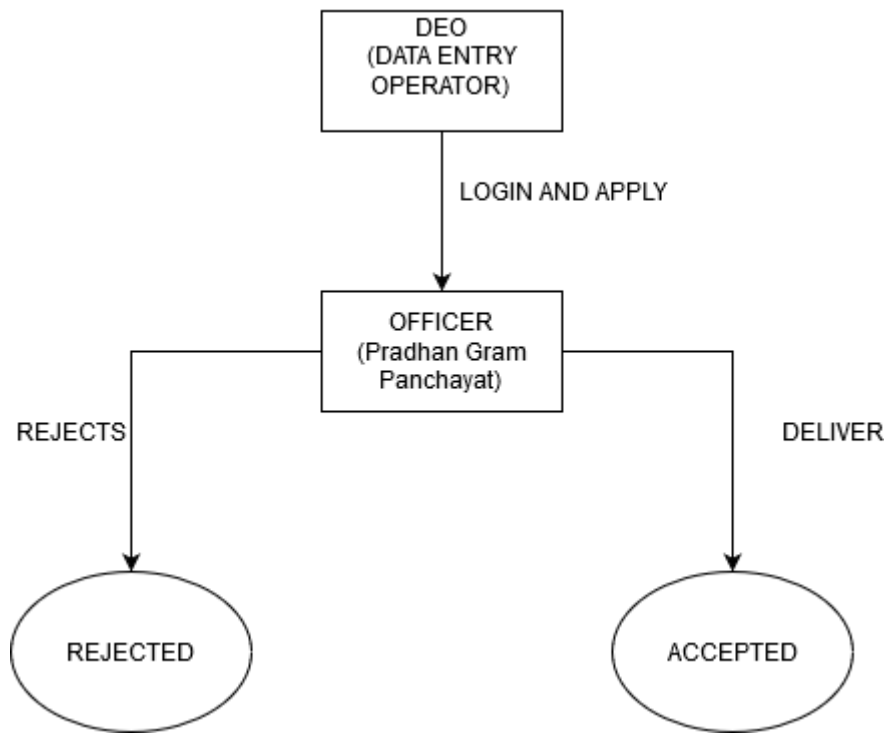 DEO
(DATA ENTRY
OPERATOR)
LOGIN AND APPLY
OFFICER
(Pradhan Gram
Panchayat)
REJECTS
DELIVER
REJECTED
ACCEPTED